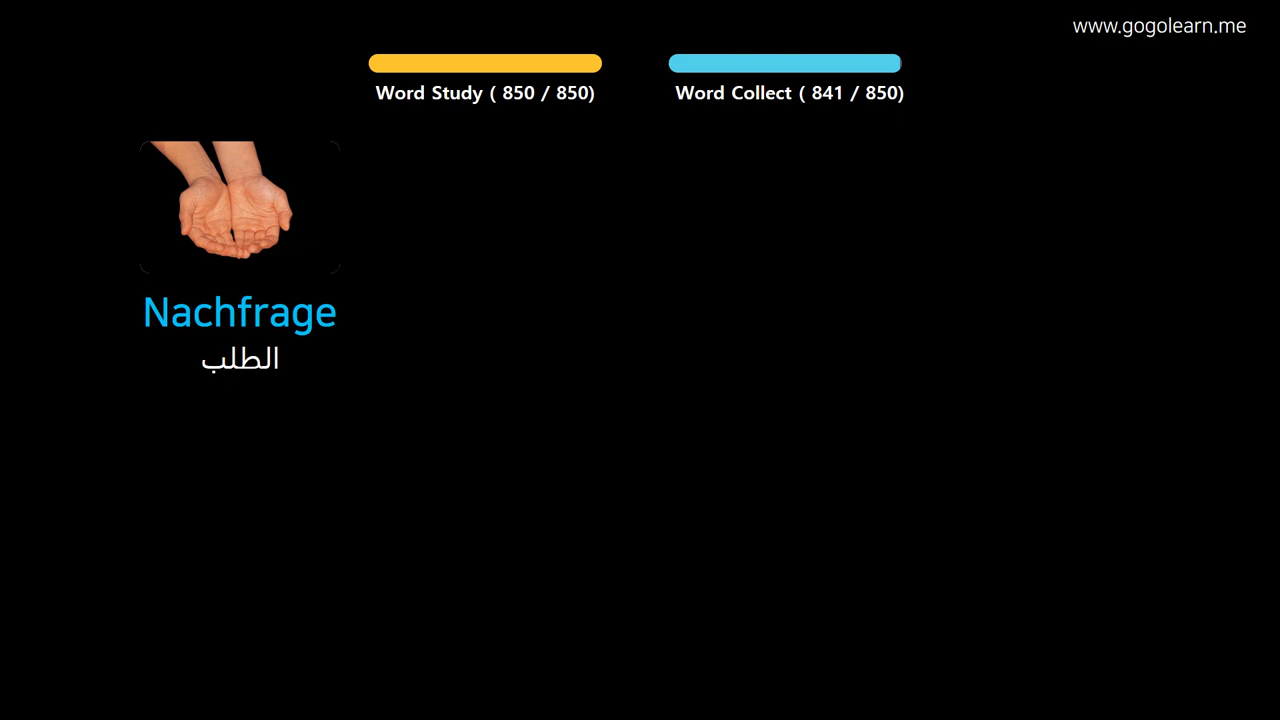 www.gogolearn.me
Word Study ( 850 / 850)
Word Collect ( 841 / 850)
Nachfrage
الطلب